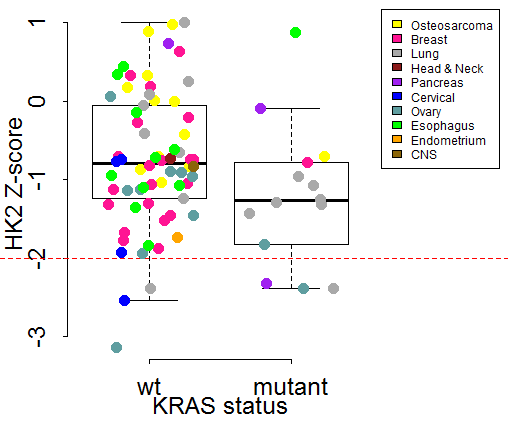 1
0
-1
-2
-3
HK2 Z-score
wt
mutant
KRAS status
Osteosarcoma
Breast
Lung
Head & Neck
Pancreas
Cervical
Ovary
Esophagus
Endometrium
CNS